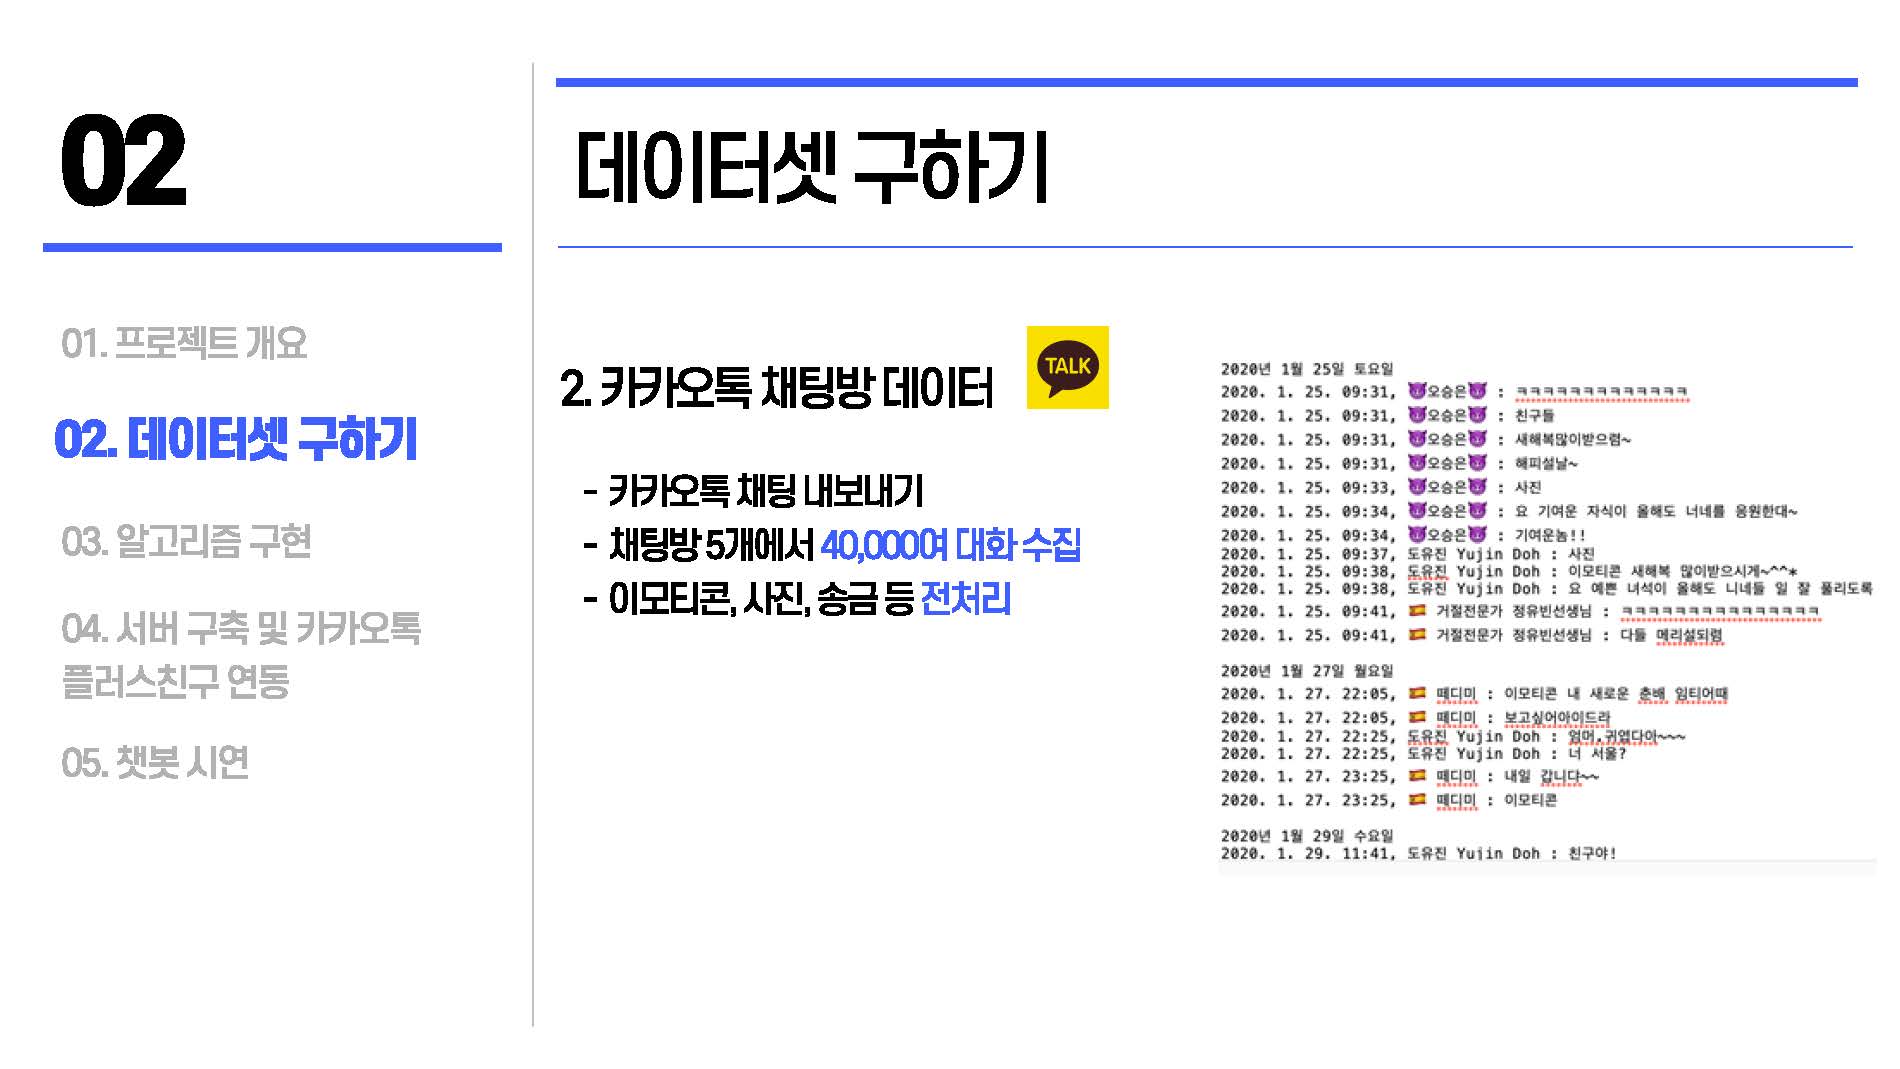 02
01. 프로젝트 개요
02. 데이터셋 구하기
03. 알고리즘 구현
04. 서버 구축 및 카카오톡
플러스친구 연동
05. 챗봇 시연
데이터셋 구하기
2. 카카오톡 채팅방 데이터
TALK
- 카카오톡 채팅 내보내기
- 채팅방 5개에서 40,000여 대화 수집
- 이모티콘, 사진, 송금 등 전처리
2020년 1월 25일 토요일
2020. 1. 25. 09:31, 😈오승은😈 : ㅋㅋㅋㅋㅋㅋㅋㅋㅋㅋㅋㅋㅋ
2020. 1. 25. 09:31, 😈오승은😈 : 친구들
2020. 1. 25. 09:31, 😈오승은😈 : 새해복많이받으렴~
2020. 1. 25. 09:31, 😈오승은😈 : 해피설날~
2020. 1. 25. 09:33, 😈오승은😈 : 사진
2020. 1. 25. 09:34, 😈오승은😈 : 요 기여운 자식이 올해도 너네를 응원한대~
2020. 1. 25. 09:34, 😈오승은😈 : 기여운놈!!
2020. 1. 25. 09:37, 도유진 Yujin Doh : 사진
2020. 1. 25. 09:38, 도유진 Yujin Doh : 이모티콘 새해복 많이받으시게~^^*
2020. 1. 25. 09:38, 도유진 Yujin Doh : 요 예쁜 녀석이 올해도 니네들 일 잘 풀리도록
2020. 1. 25. 09:41, 🇪🇸 거절전문가 정유빈선생님 : ㅋㅋㅋㅋㅋㅋㅋㅋㅋㅋㅋㅋㅋㅋㅋ
2020. 1. 25. 09:41, 🇪🇸 거절전문가 정유빈선생님 : 다들 메리설되렴
2020년 1월 27일 월요일
2020. 1. 27. 22:05, 🇪🇸 떼디미 : 이모티콘 내 새로운 춘배 임티어때
2020. 1. 27. 22:05, 🇪🇸 떼디미 : 보고싶어아이드라
2020. 1. 27. 22:25, 도유진 Yujin Doh : 엄머,귀엽다아~~~
2020. 1. 27. 22:25, 도유진 Yujin Doh : 너 서울?
2020. 1. 27. 23:25, 🇪🇸 떼디미 : 내일 갑니댜~~
2020. 1. 27. 23:25, 🇪🇸 떼디미 : 이모티콘
2020년 1월 29일 수요일
2020. 1. 29. 11:41, 도유진 Yujin Doh : 친구야!